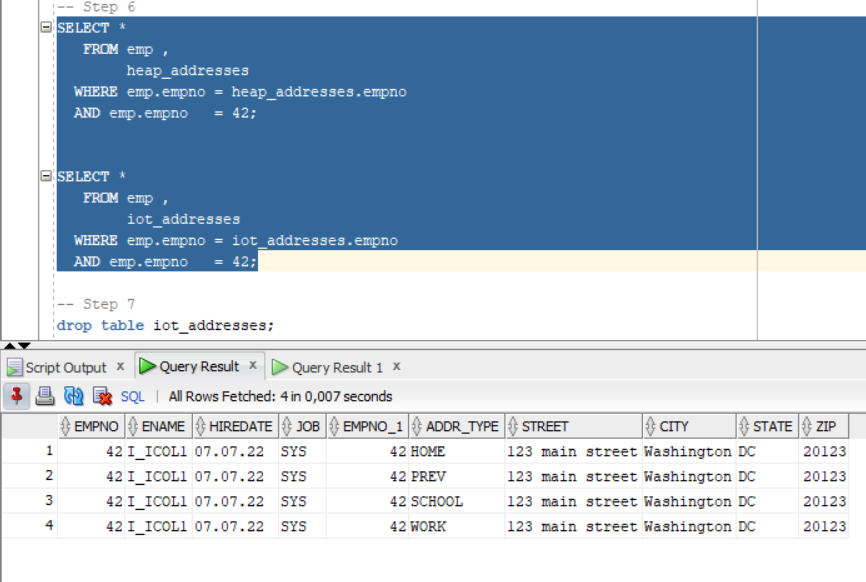 -- Step 6
SELECT *
FROM emp ,
heap_addresses
WHERE emp.empno = heap_addresses.empno
AND emp.empno = 42;
SELECT *
FROM emp ,
iot_addresses
WHERE emp.empno = iot_addresses.empno
AND emp.empno = 42;
-- Step 7
drop table iot_addresses;
Script Output x Query Result x Query Result 1 x
SQL | All Rows Fetched: 4 in 0,007 seconds
EMPNO ENAME HIREDATE JOB EMPNO_1 ADDR_TYPE STREET CITY STATE ZIP
1 42 I_ICOL1 07.07.22 SYS 42 HOME 123 main street Washington DC 20123
2 42 I_ICOL1 07.07.22 SYS 42 PREV 123 main street Washington DC 20123
3 42 I_ICOL1 07.07.22 SYS 42 SCHOOL 123 main street Washington DC 20123
4 42 I_ICOL1 07.07.22 SYS 42 WORK 123 main street Washington DC 20123